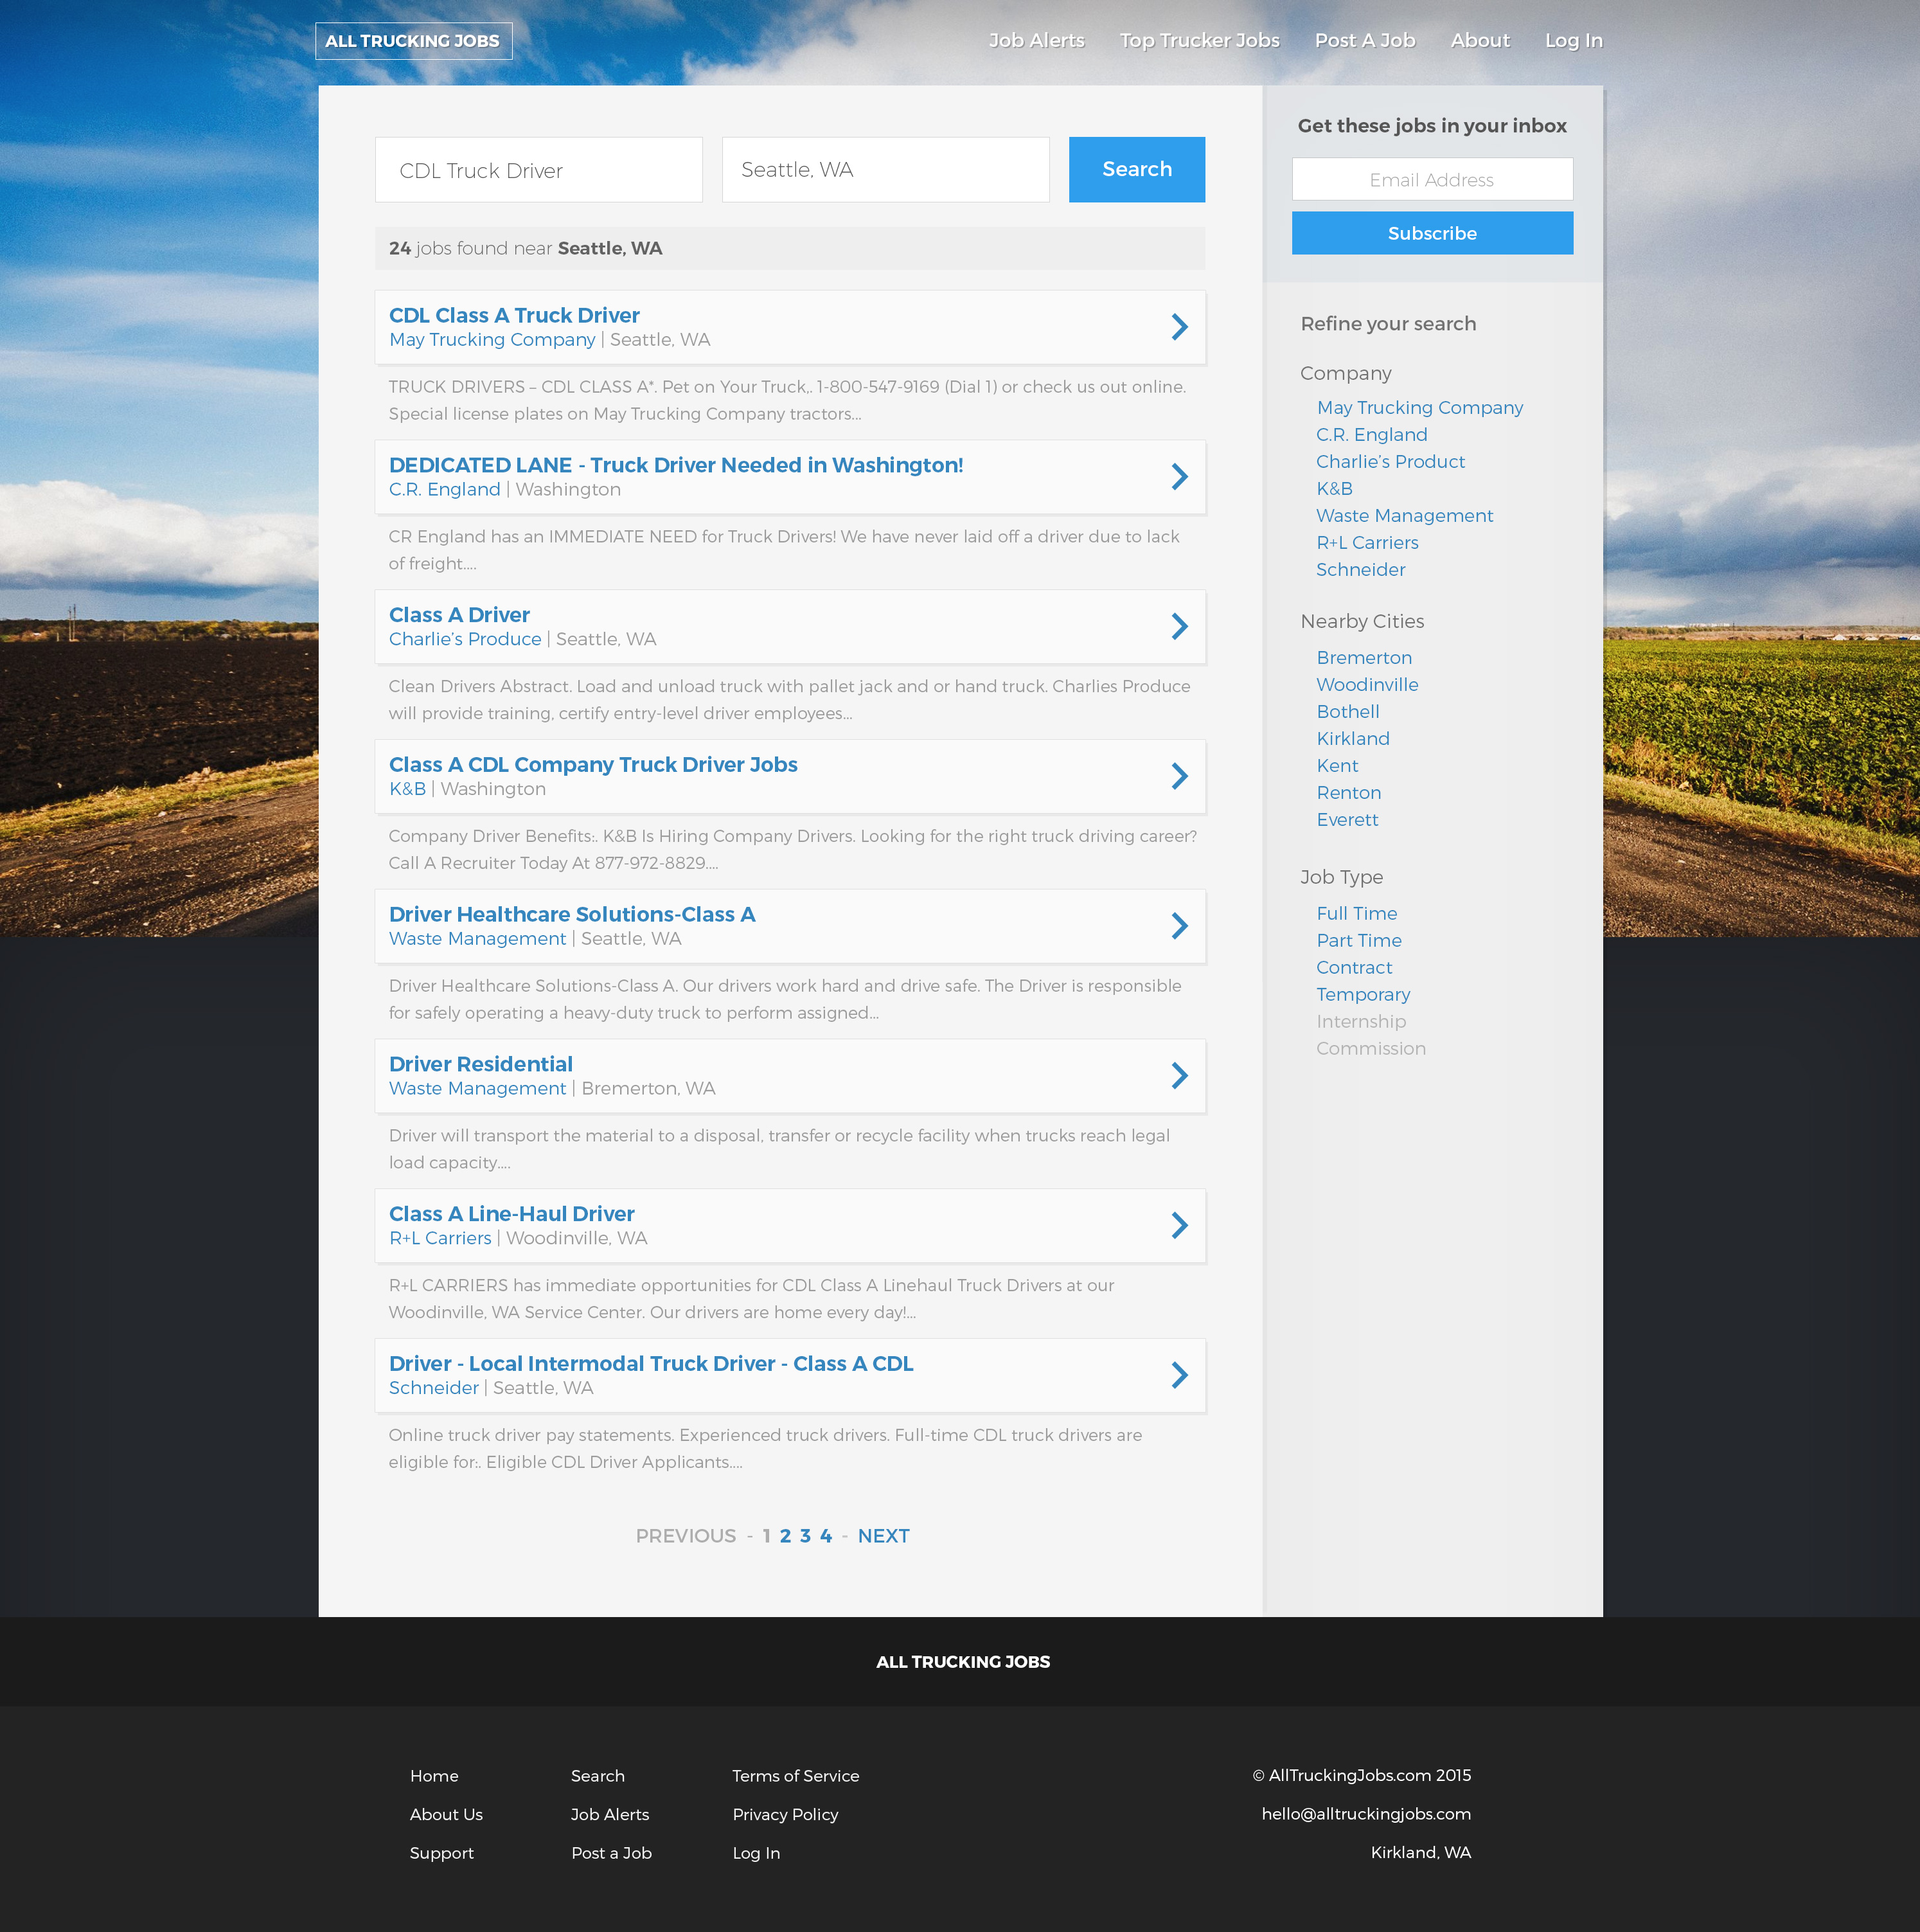 ALL TRUCKING JOBS
Job Alerts
Top Trucker Jobs
Post A Job
About
Log In
CDL Truck Driver
Seattle, WA
Search
24 jobs found near Seattle, WA
CDL Class A Truck Driver
May Trucking Company | Seattle, WA
TRUCK DRIVERS – CDL CLASS A*. Pet on Your Truck,. 1-800-547-9169 (Dial 1) or check us out online.
Special license plates on May Trucking Company tractors...
DEDICATED LANE - Truck Driver Needed in Washington!
C.R. England | Washington
CR England has an IMMEDIATE NEED for Truck Drivers! We have never laid off a driver due to lack
of freight....
Class A Driver
Charlie's Produce | Seattle, WA
Clean Drivers Abstract. Load and unload truck with pallet jack and or hand truck. Charlies Produce
will provide training, certify entry-level driver employees...
Class A CDL Company Truck Driver Jobs
K&B | Washington
Company Driver Benefits:. K&B Is Hiring Company Drivers. Looking for the right truck driving career?
Call A Recruiter Today At 877-972-8829....
Driver Healthcare Solutions-Class A
Waste Management | Seattle, WA
Driver Healthcare Solutions-Class A. Our drivers work hard and drive safe. The Driver is responsible
for safely operating a heavy-duty truck to perform assigned...
Driver Residential
Waste Management | Bremerton, WA
Driver will transport the material to a disposal, transfer or recycle facility when trucks reach legal
load capacity....
Class A Line-Haul Driver
R+L Carriers | Woodinville, WA
R+L CARRIERS has immediate opportunities for CDL Class A Linehaul Truck Drivers at our
Woodinville, WA Service Center. Our drivers are home every day!...
Driver - Local Intermodal Truck Driver - Class A CDL
Schneider | Seattle, WA
Online truck driver pay statements. Experienced truck drivers. Full-time CDL truck drivers are
eligible for:. Eligible CDL Driver Applicants....
PREVIOUS - 1 2 3 4 - NEXT
Get these jobs in your inbox
Email Address
Subscribe
Refine your search
Company
May Trucking Company
C.R. England
Charlie's Product
K&B
Waste Management
R+L Carriers
Schneider
Nearby Cities
Bremerton
Woodinville
Bothell
Kirkland
Kent
Renton
Everett
Job Type
Full Time
Part Time
Contract
Temporary
Internship
Commission
ALL TRUCKING JOBS
Home
About Us
Support
Search
Job Alerts
Post a Job
Terms of Service
Privacy Policy
Log In
© AllTruckingJobs.com 2015
hello@alltruckingjobs.com
Kirkland, WA